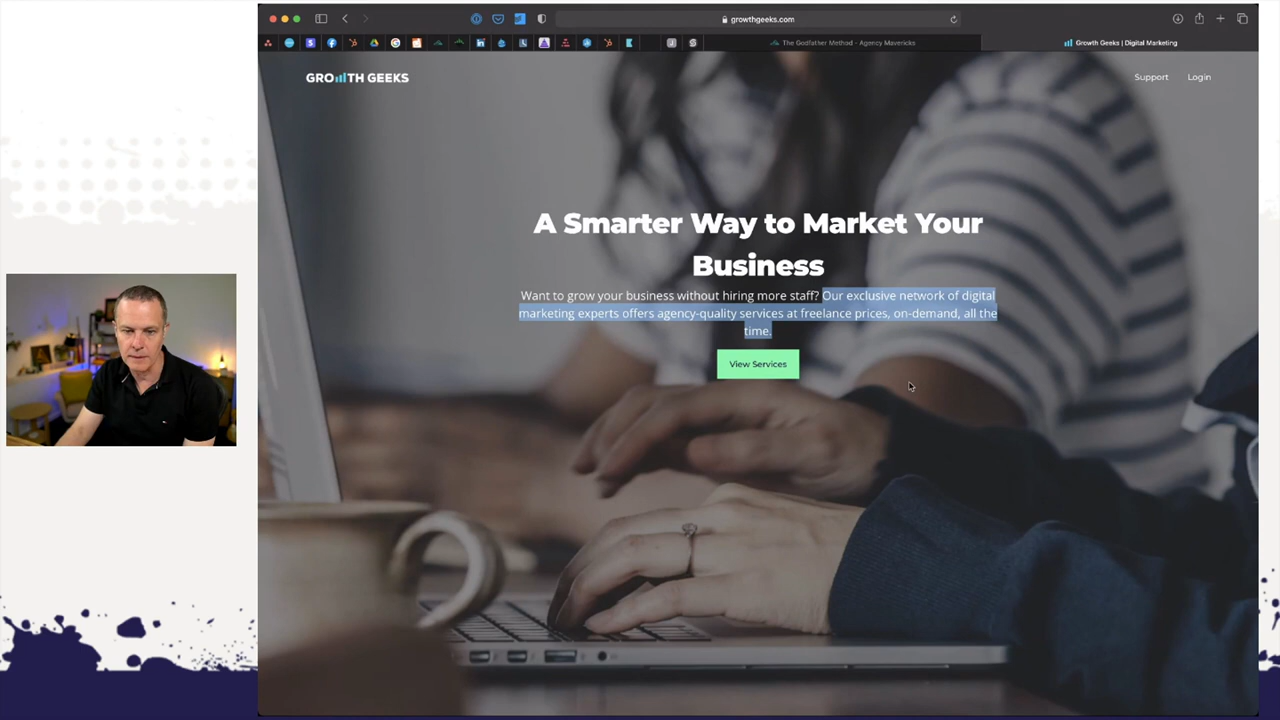 growthgeeks.com
The Godfather Method - Agency Mavericks
Growth Geeks | Digital Marketing
GROWTH GEEKS
Support
Login
A Smarter Way to Market Your
Business
Want to grow your business without hiring more staff? Our exclusive network of digital
marketing experts offers agency-quality services at freelance prices, on-demand, all the
time.
View Services